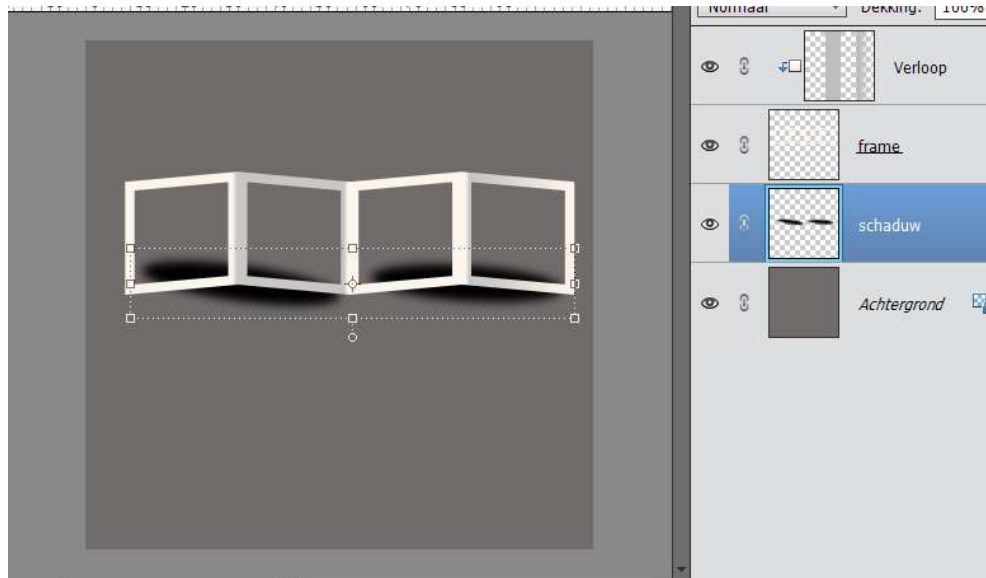 Normaal Dekking: 100%
Verloop
frame
schaduw
Achtergrond